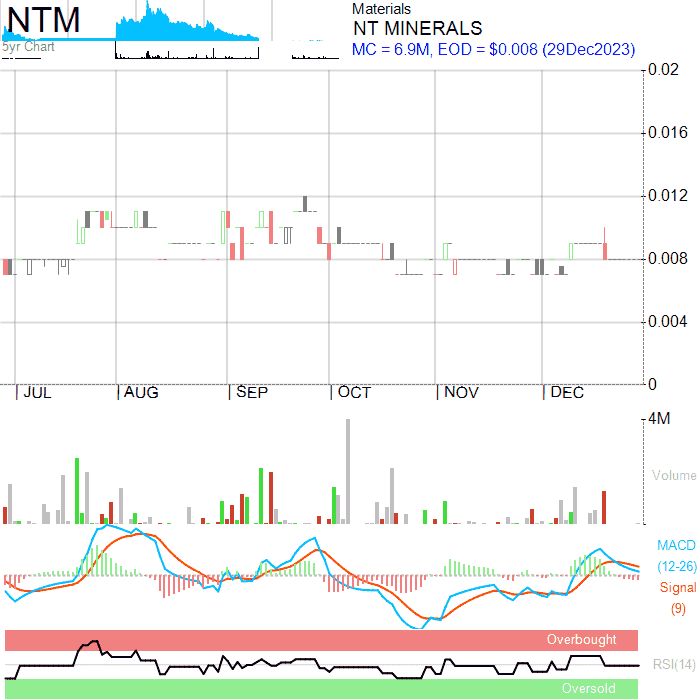 NTM
5yr Chart
Materials
NT MINERALS
MC = 6.9M, EOD = $0.008 (29Dec2023)
0.02
0.016
0.012
0.008
0.004
0
JUL AUG SEP OCT NOV DEC
4M
Volume
MACD
(12-26)
Signal
(9)
Overbought
RSI(14)
Oversold